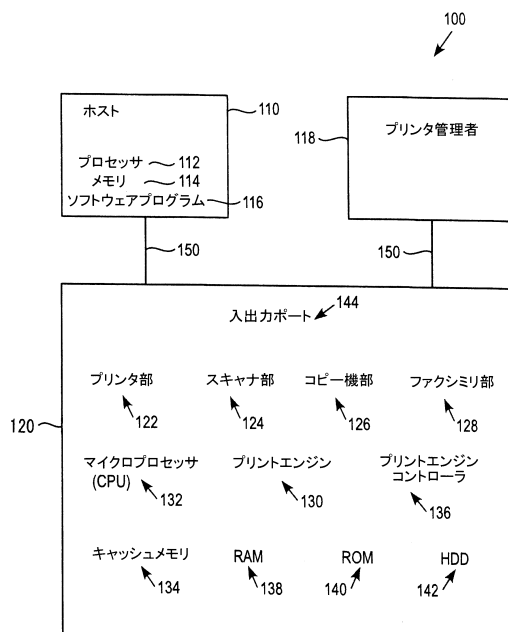 100
ホスト
110
プロセッサ 112
メモリ 114
ソフトウェアプログラム 116
118
プリンタ管理者
150
150
入出力ポート 144
120
プリンタ部
スキャナ部
コピー機部
ファクシミリ部
122
124
126
128
マイクロプロセッサ
(CPU)
132
プリントエンジン
130
プリントエンジン
コントローラ
136
キャッシュメモリ
RAM
ROM
HDD
134
138
140
142